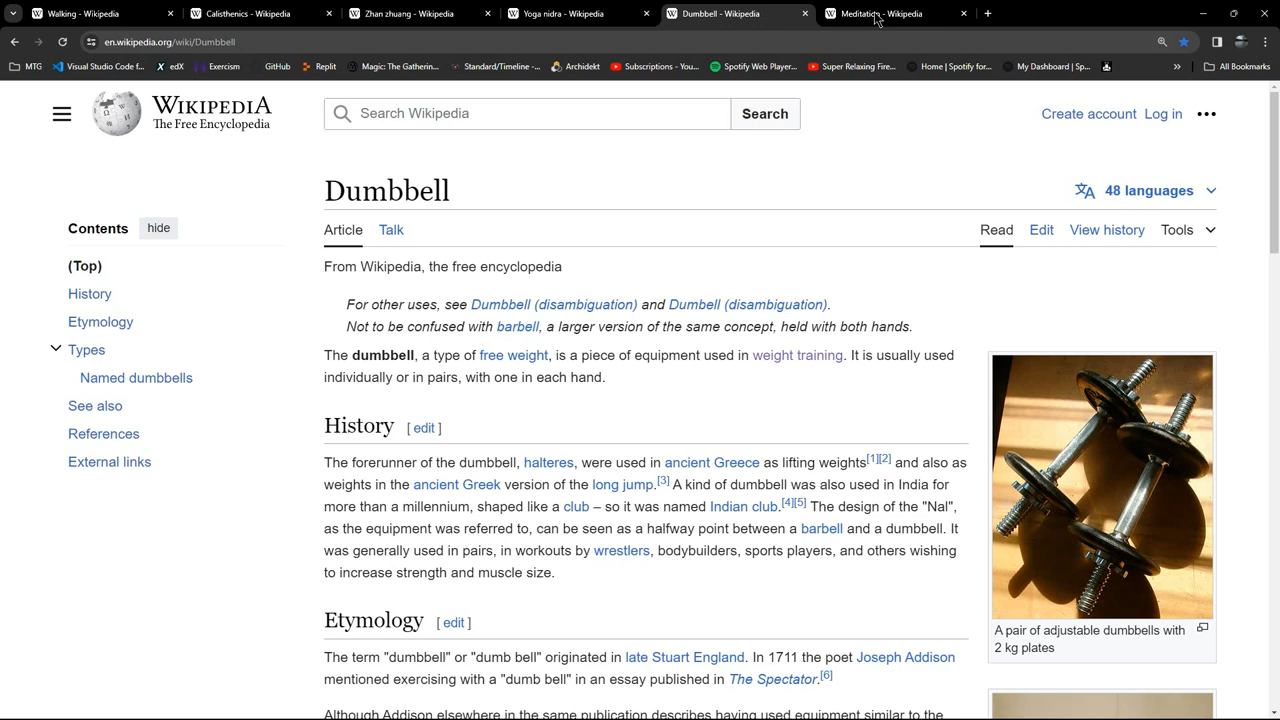 Walking - Wikipedia
Calisthenics - Wikipedia
Zhan zhuang - Wikipedia
Yoga nidra - Wikipedia
Dumbbell - Wikipedia
Meditation - Wikipedia
en.wikipedia.org/wiki/Dumbbell
MTG
Visual Studio Code f...
edX
Exercism
GitHub
Replit
Magic: The Gatherin...
Standard/Timeline -...
Archidekt
Subscriptions - You...
Spotify Web Player...
Super Relaxing Fire...
Home | Spotify for...
My Dashboard | Sp...
»
All Bookmarks
WIKIPEDIA
The Free Encyclopedia
Search Wikipedia
Search
Create account
Log in
Dumbbell
48 languages
Article
Talk
Read
Edit
View history
Tools
Contents
hide
(Top)
History
Etymology
Types
Named dumbbells
See also
References
External links
From Wikipedia, the free encyclopedia
For other uses, see Dumbbell (disambiguation) and Dumbell (disambiguation).
Not to be confused with barbell, a larger version of the same concept, held with both hands.
The dumbbell, a type of free weight, is a piece of equipment used in weight training. It is usually used
individually or in pairs, with one in each hand.
History [ edit ]
The forerunner of the dumbbell, halteres, were used in ancient Greece as lifting weights[1][2] and also as
weights in the ancient Greek version of the long jump.[3] A kind of dumbbell was also used in India for
more than a millennium, shaped like a club – so it was named Indian club.[4][5] The design of the "Nal",
as the equipment was referred to, can be seen as a halfway point between a barbell and a dumbbell. It
was generally used in pairs, in workouts by wrestlers, bodybuilders, sports players, and others wishing
to increase strength and muscle size.
A pair of adjustable dumbbells with
2 kg plates
Etymology [ edit ]
The term "dumbbell" or "dumb bell" originated in late Stuart England. In 1711 the poet Joseph Addison
mentioned exercising with a "dumb bell" in an essay published in The Spectator.[6]
Although Addison elsewhere in the same publication describes having used equipment similar to the